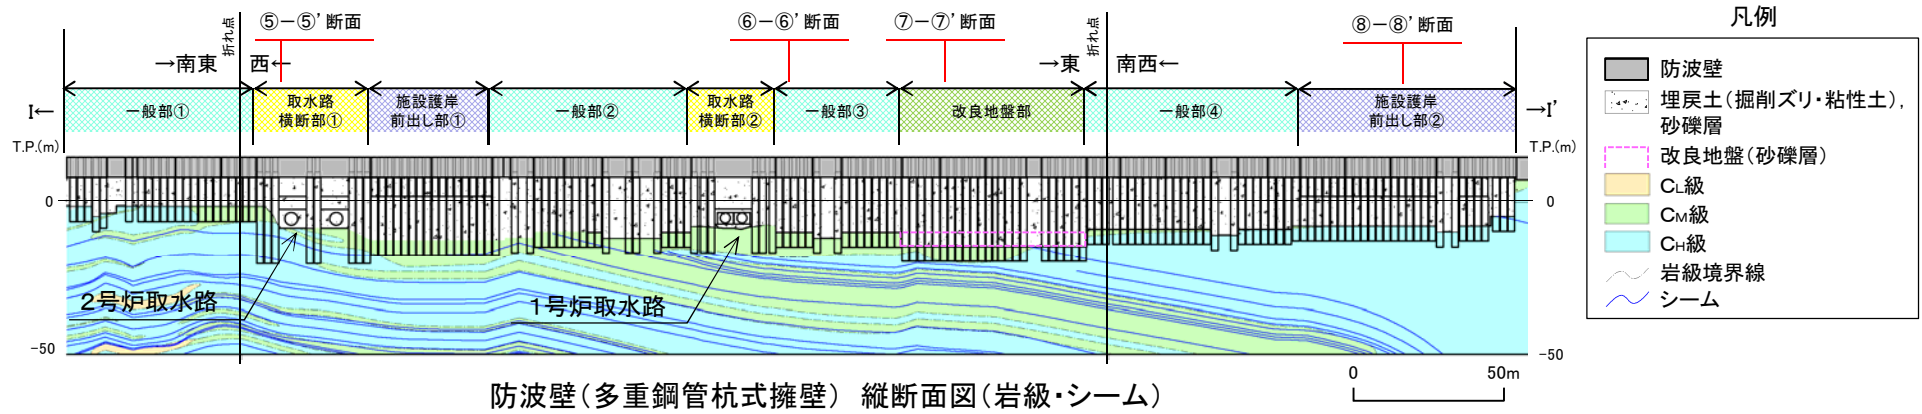 ⑤－⑤’断面
⑥－⑥’断面
⑦－⑦’断面
⑧－⑧’断面
折れ点
折れ点
→南東
西←
→東
南西←
I←
→I’
一般部①
取水路
横断部①
施設護岸
前出し部①
一般部②
取水路
横断部②
一般部③
改良地盤部
一般部④
施設護岸
前出し部②
T.P.(m)
T.P.(m)
0
0
２号炉取水路
１号炉取水路
-50
-50
0
50m
防波壁（多重鋼管杭式擁壁） 縦断面図（岩級・シーム）
凡例
防波壁
埋戻土（掘削ズリ・粘性土），
砂礫層
改良地盤（砂礫層）
CL級
CM級
CH級
岩級境界線
シーム